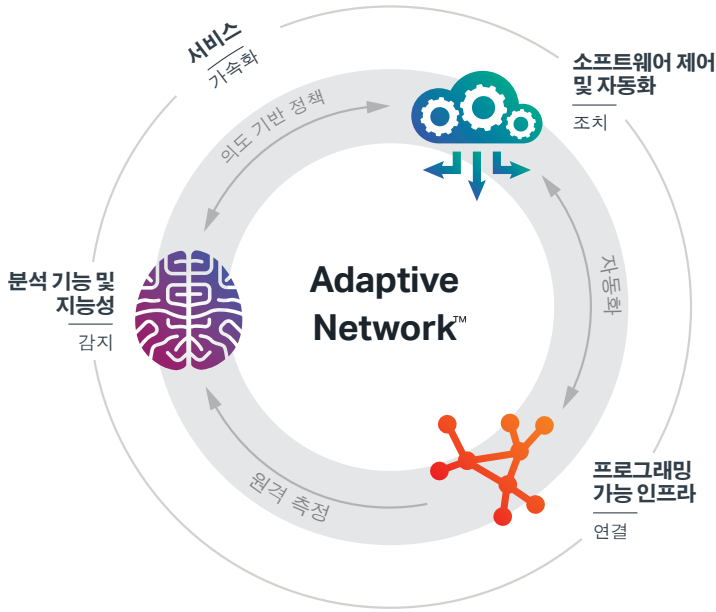 서비스
가속화
소프트웨어 제어
및 자동화
조치
의도 기반 정책
분석 기능 및
지능성
감지
Adaptive
Network™
자동화
프로그래밍
가능 인프라
연결
원격 측정